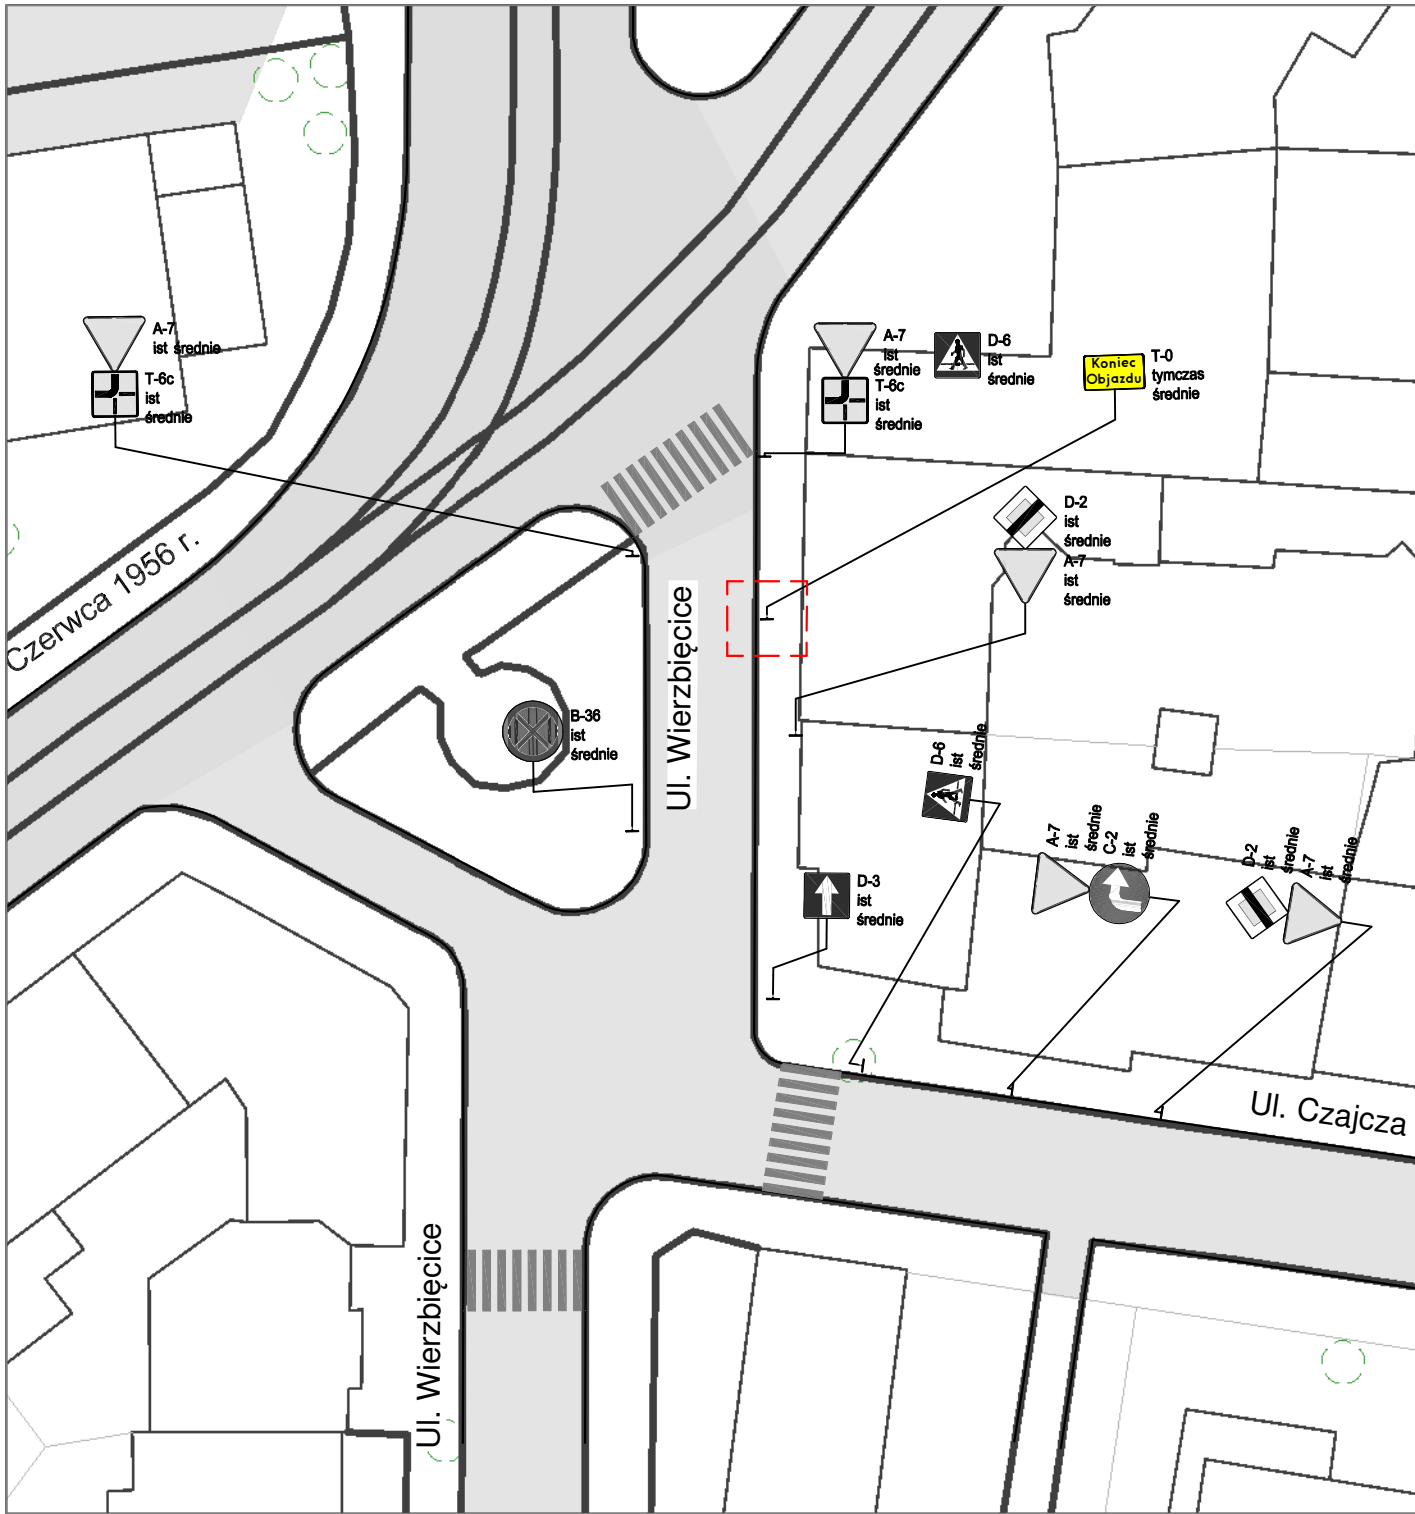 A-7
ist średnie
T-6c
ist
średnie
A-7
ist
średnie
T-6c
ist
średnie
D-6
ist
średnie
Koniec
Objazdu
T-0
tymczas
średnie
D-2
ist
średnie
A-7
ist
średnie
Czerwca 1956 r.
Ul. Wierzbięcice
B-36
ist
średnie
D-6
ist
średnie
D-3
ist
średnie
A-7
ist
średnie
C-2
ist
średnie
D-2
ist
średnie
A-7
ist
średnie
Ul. Czajcza
Ul. Wierzbięcice